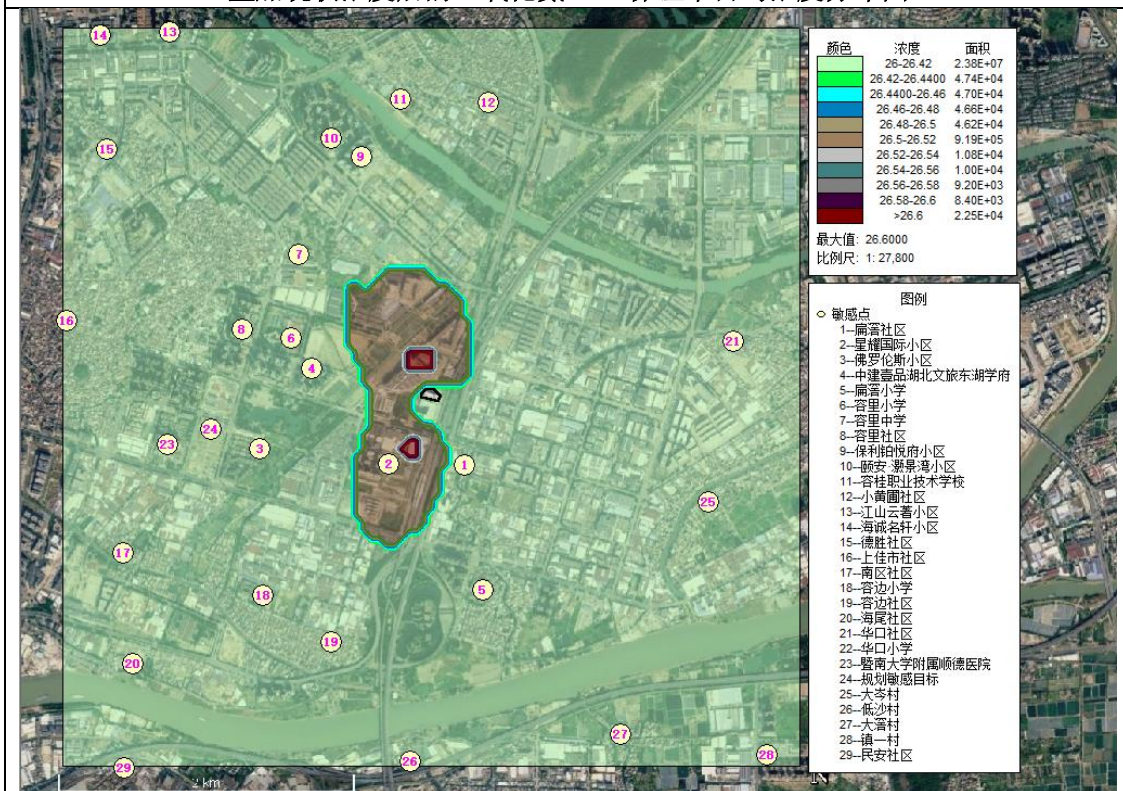 颜色 浓度 面积
26-26.42 2.38E+07
26.42-26.4400 4.74E+04
26.4400-26.46 4.70E+04
26.46-26.48 4.66E+04
26.48-26.5 4.62E+04
26.5-26.52 9.19E+05
26.52-26.54 1.08E+04
26.54-26.56 1.00E+04
26.56-26.58 9.20E+03
26.58-26.6 8.40E+03
>26.6 2.25E+04
最大值: 26.6000
比例尺: 1: 27,800
图例
敏感点
1--扁滘社区
2--星耀国际小区
3--佛罗伦斯小区
4--中建壹品·湖北文旅东湖学府
5--扁滘小学
6--容里小学
7--容里中学
8--容里社区
9--保利铂悦府小区
10--颐安·灏景湾小区
11--容桂职业技术学校
12--小黄圃社区
13--江山云著小区
14--海诚名轩小区
15--德胜社区
16--上佳市社区
17--南区社区
18--容边小学
19--容边社区
20--海尾社区
21--华口社区
22--华口小学
23--暨南大学附属顺德医院
24--规划敏感目标
25--大岑村
26--低沙村
27--大滘村
28--镇一村
29--民安社区
14
13
11
12
10
9
15
7
16
8
6
4
21
24
23
3
2
1
25
17
18
5
19
20
27
28
26
29
2 km
N